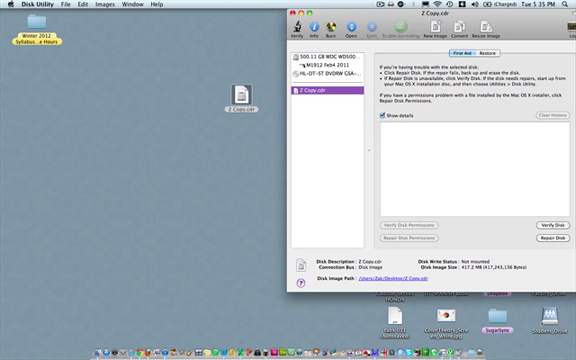 Disk Utility File Edit Images Window Help
(Charged) Tue 5:35 PM
Winter 2012
Syllabus...e Hours
Z Copy.cdr
Z Copy.cdr
Verify Info Burn Open Eject Enable Journaling New Image Convert Resize Image
500.11 GB WDC WD500...
M1912 Feb4 2011
HL-DT-ST DVDRW GSA-...
Z Copy.cdr
First Aid Restore
If you're having trouble with the selected disk:
• Click Repair Disk. If the repair fails, back up and erase the disk.
• If Repair Disk is unavailable, click Verify Disk. If the disk needs repairs, start up from
your Mac OS X installation disc, and then choose Utilities > Disk Utility.
If you have a permissions problem with a file installed by the Mac OS X installer, click
Repair Disk Permissions.
Show details
Clear History
Verify Disk Permissions
Verify Disk
Repair Disk Permissions
Repair Disk
Disk Description : Z Copy.cdr
Connection Bus : Disk Image
Disk Write Status : Not mounted
Disk Image Size : 417.2 MB (417,243,136 Bytes)
Disk Image Path : /Users/Zak/Desktop/Z Copy.cdr
HONDA
SugarSync
Student_Drive